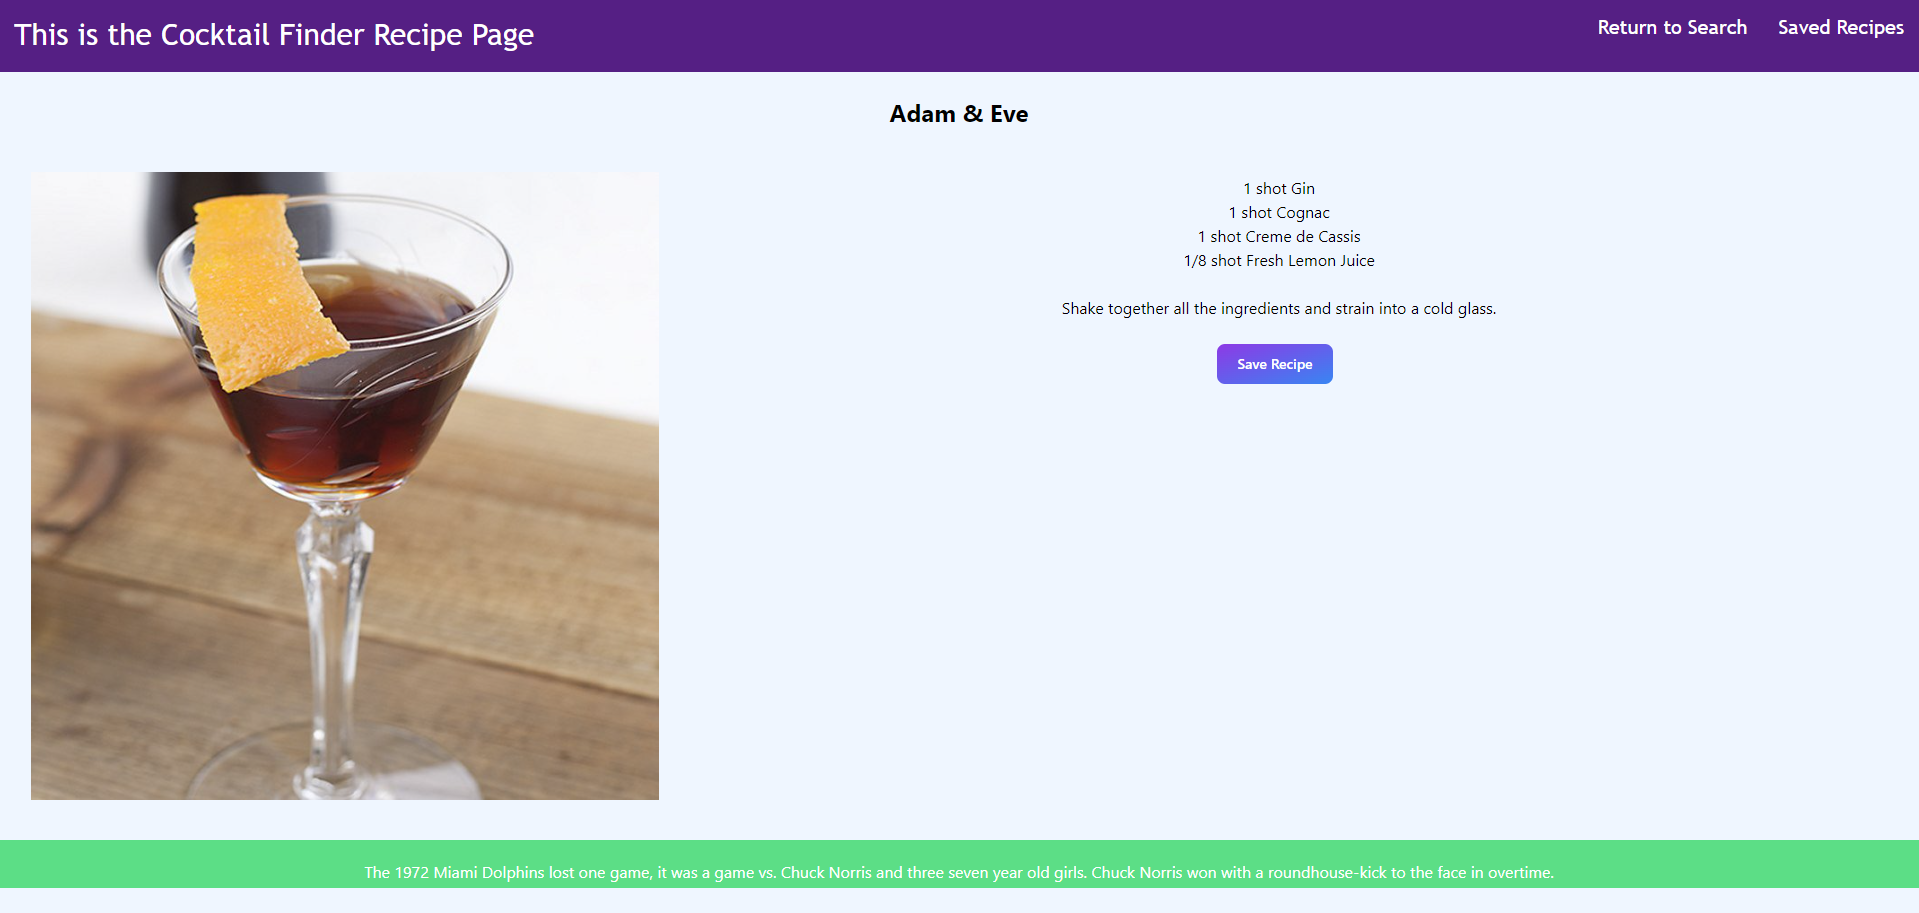 This is the Cocktail Finder Recipe Page
Return to Search
Saved Recipes
Adam & Eve
1 shot Gin
1 shot Cognac
1 shot Creme de Cassis
1/8 shot Fresh Lemon Juice
Shake together all the ingredients and strain into a cold glass.
Save Recipe
The 1972 Miami Dolphins lost one game, it was a game vs. Chuck Norris and three seven year old girls. Chuck Norris won with a roundhouse-kick to the face in overtime.